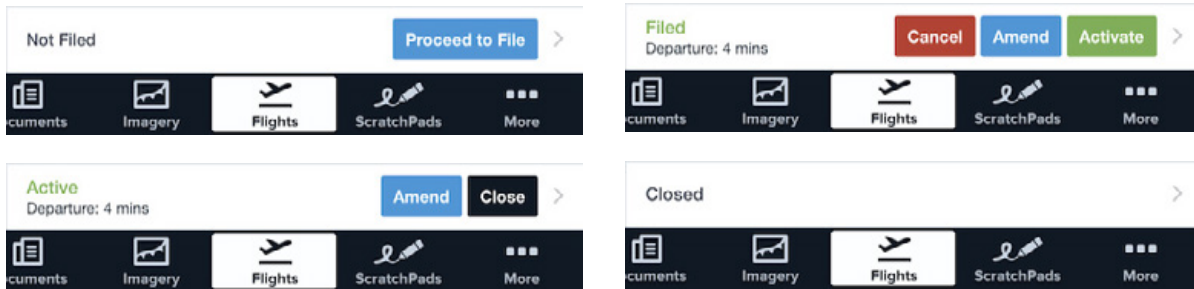 Not Filed
Proceed to File
cuments Imagery Flights ScratchPads More
Filed
Departure: 4 mins
Cancel Amend Activate
cuments Imagery Flights ScratchPads More
Active
Departure: 4 mins
Amend Close
cuments Imagery Flights ScratchPads More
Closed
cuments Imagery Flights ScratchPads More